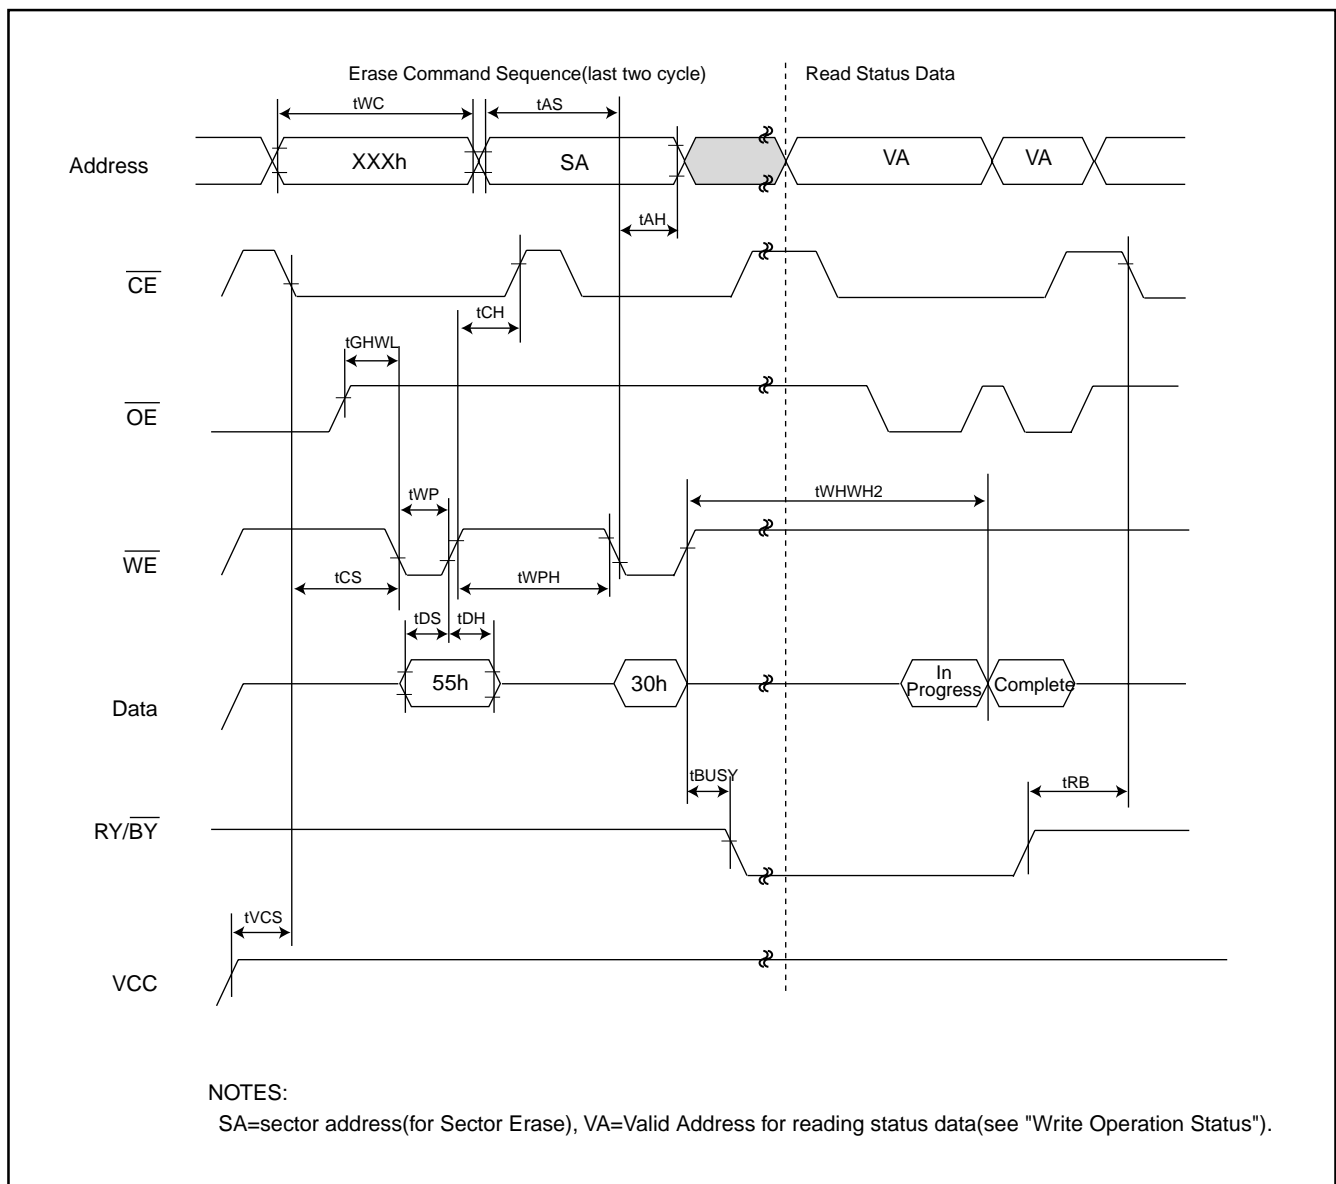 Erase Command Sequence(last two cycle)
Read Status Data
tWC
tAS
Address
XXXh
SA
VA
VA
tAH
CE
tCH
tGHWL
OE
tWP
tWHWH2
WE
tCS
tWPH
tDS
tDH
Data
55h
30h
In
Progress
Complete
tBUSY
tRB
RY/BY
tVCS
VCC
NOTES:
SA=sector address(for Sector Erase), VA=Valid Address for reading status data(see "Write Operation Status").